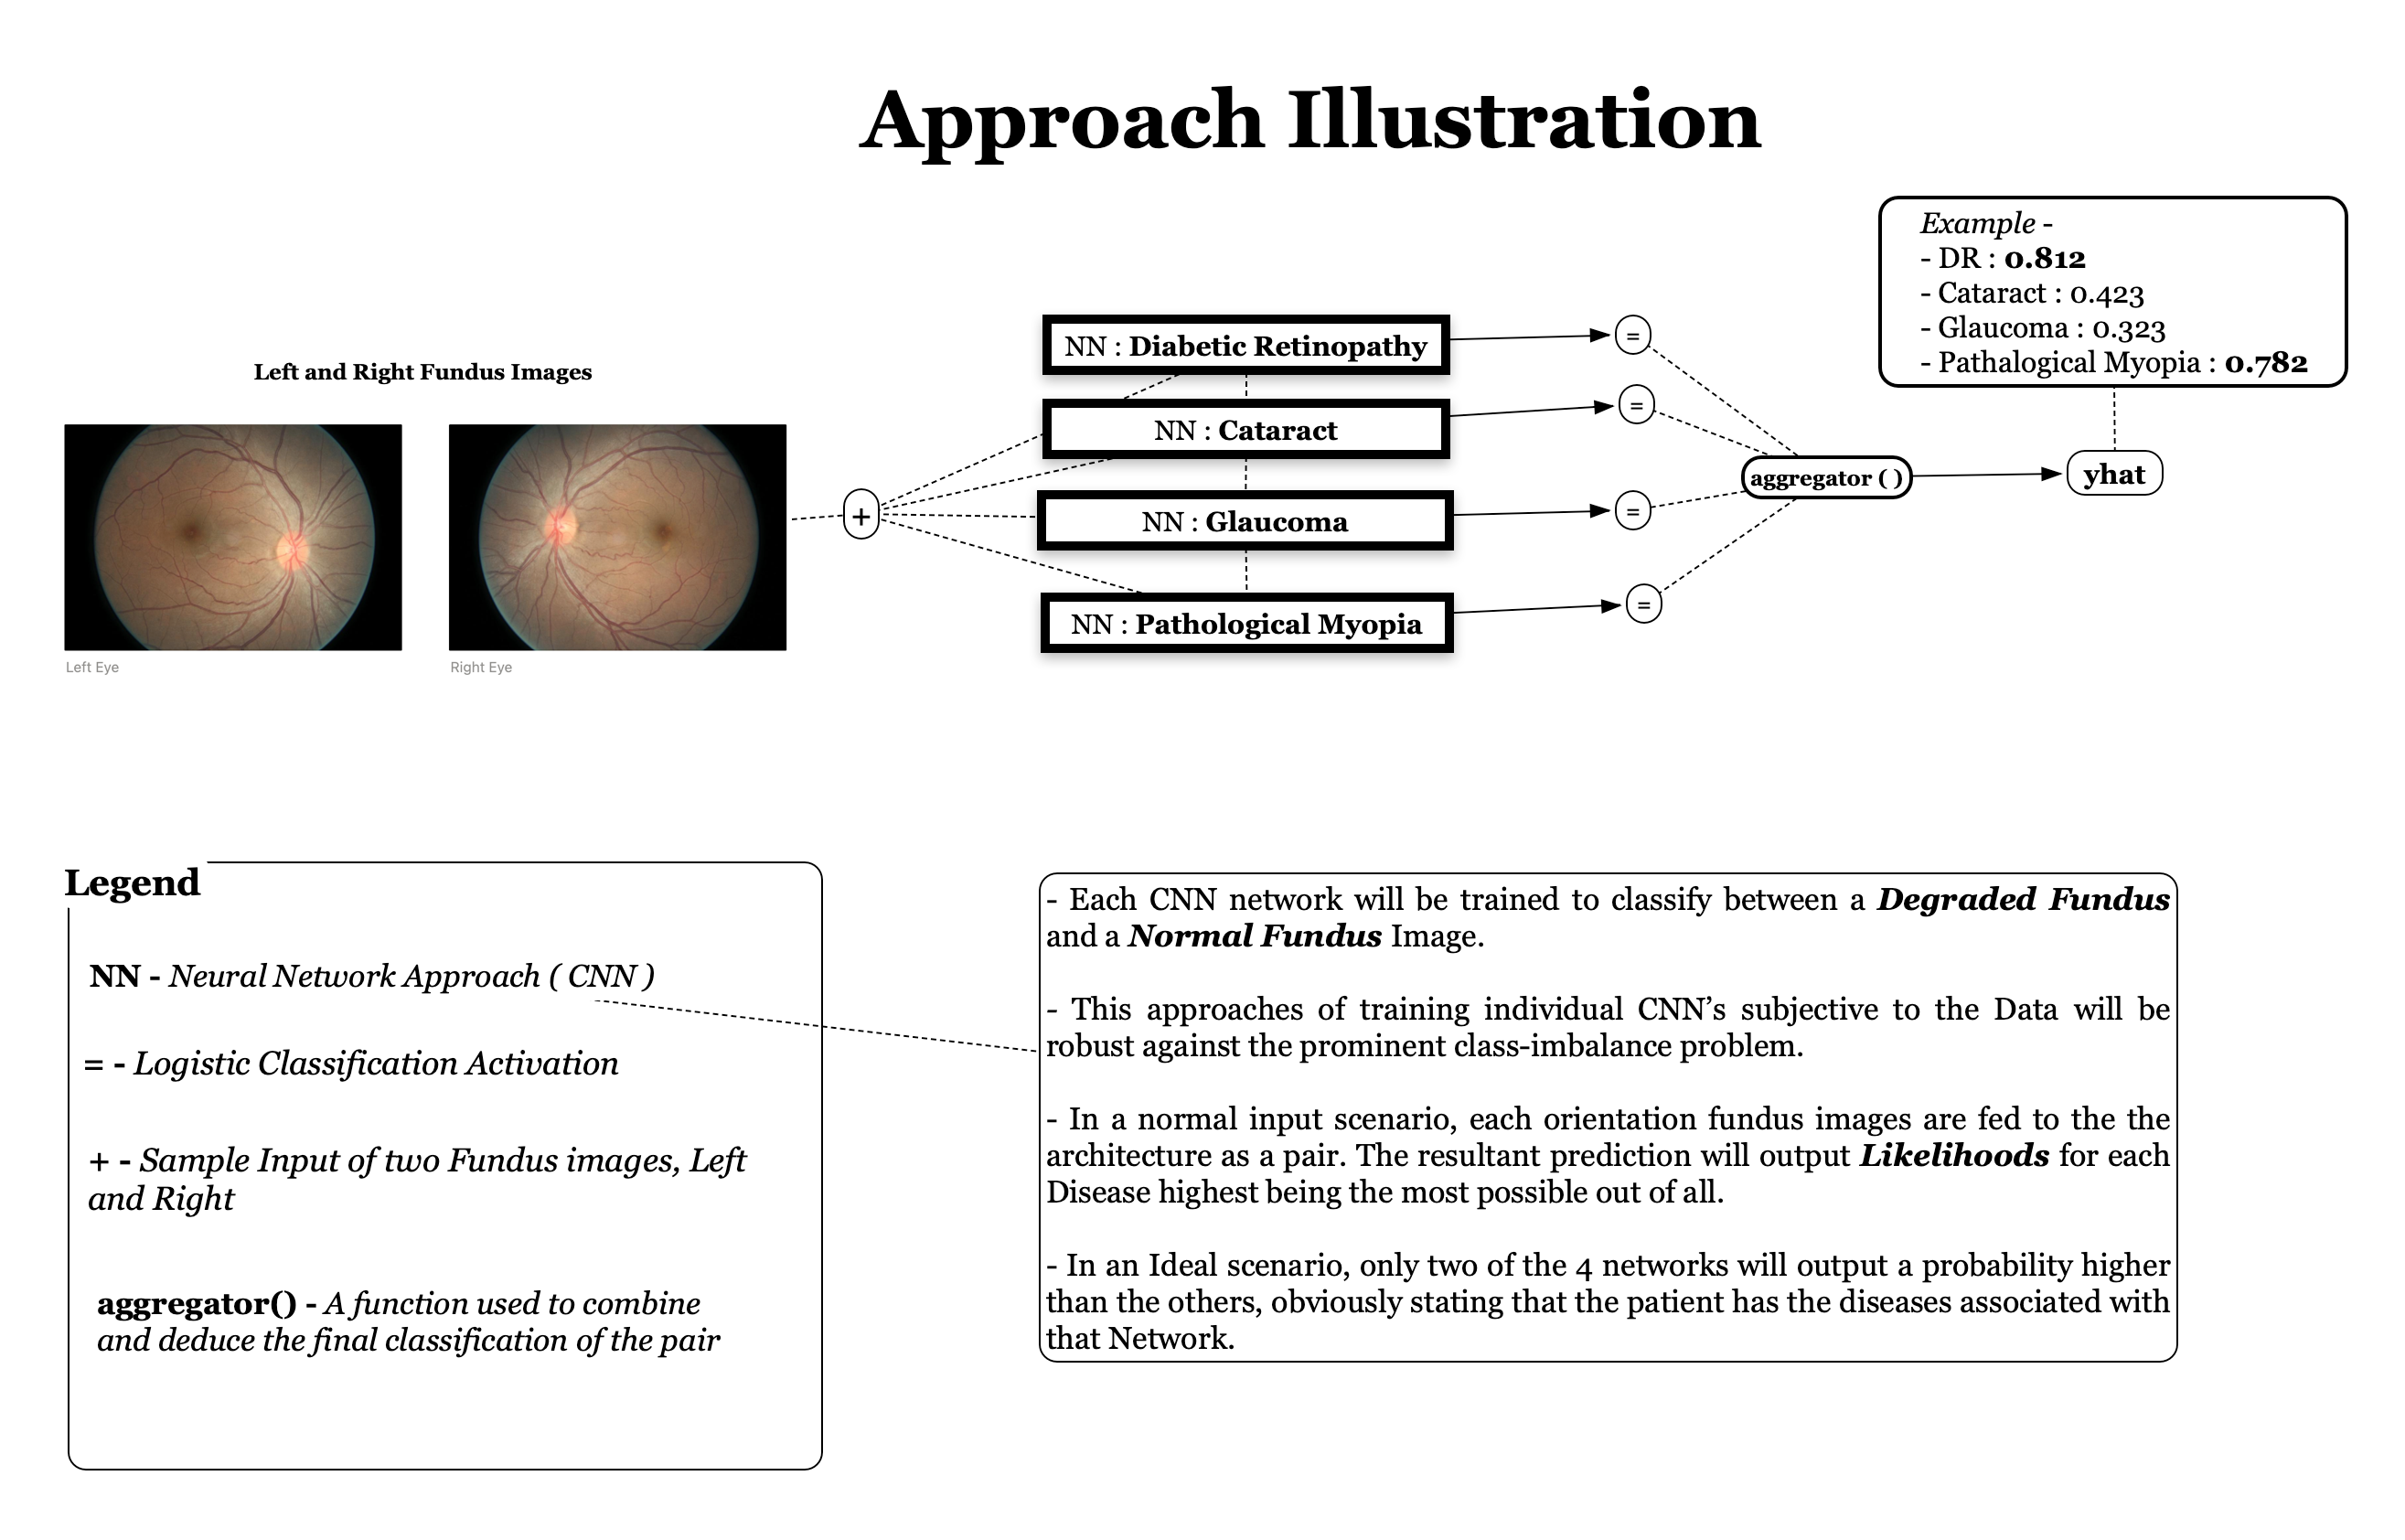 Approach Illustration
Example -
- DR : 0.812
- Cataract : 0.423
- Glaucoma : 0.323
- Pathalogical Myopia : 0.782
Left and Right Fundus Images
Left Eye
Right Eye
+
NN : Diabetic Retinopathy
=
NN : Cataract
=
NN : Glaucoma
=
NN : Pathological Myopia
=
aggregator ( )
yhat
Legend
NN - Neural Network Approach ( CNN )
= - Logistic Classification Activation
+ - Sample Input of two Fundus images, Left
and Right
aggregator() - A function used to combine
and deduce the final classification of the pair
- Each CNN network will be trained to classify between a Degraded Fundus
and a Normal Fundus Image.
- This approaches of training individual CNN’s subjective to the Data will be
robust against the prominent class-imbalance problem.
- In a normal input scenario, each orientation fundus images are fed to the the
architecture as a pair. The resultant prediction will output Likelihoods for each
Disease highest being the most possible out of all.
- In an Ideal scenario, only two of the 4 networks will output a probability higher
than the others, obviously stating that the patient has the diseases associated with
that Network.